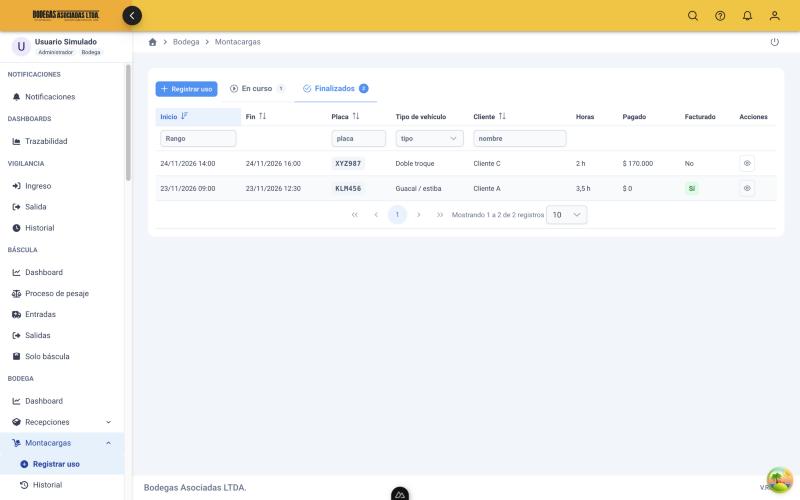 BODEGAS ASOCIADAS LTDA.
U
Usuario Simulado
Administrador Bodega
Bodega Montacargas
NOTIFICACIONES
Notificaciones
DASHBOARDS
Trazabilidad
VIGILANCIA
Ingreso
Salida
Historial
BÁSCULA
Dashboard
Proceso de pesaje
Entradas
Salidas
Solo báscula
BODEGA
Dashboard
Recepciones
Montacargas
Registrar uso
Historial
Registrar uso En curso 1 Finalizados 2
Inicio Fin Placa Tipo de vehículo Cliente Horas Pagado Facturado Acciones
Rango placa tipo nombre
24/11/2026 14:00 24/11/2026 16:00 XYZ987 Doble troque Cliente C 2 h $ 170.000 No
23/11/2026 09:00 23/11/2026 12:30 KLM456 Guacal / estiba Cliente A 3,5 h $ 0 Sí
1 Mostrando 1 a 2 de 2 registros 10
Bodegas Asociadas LTDA.